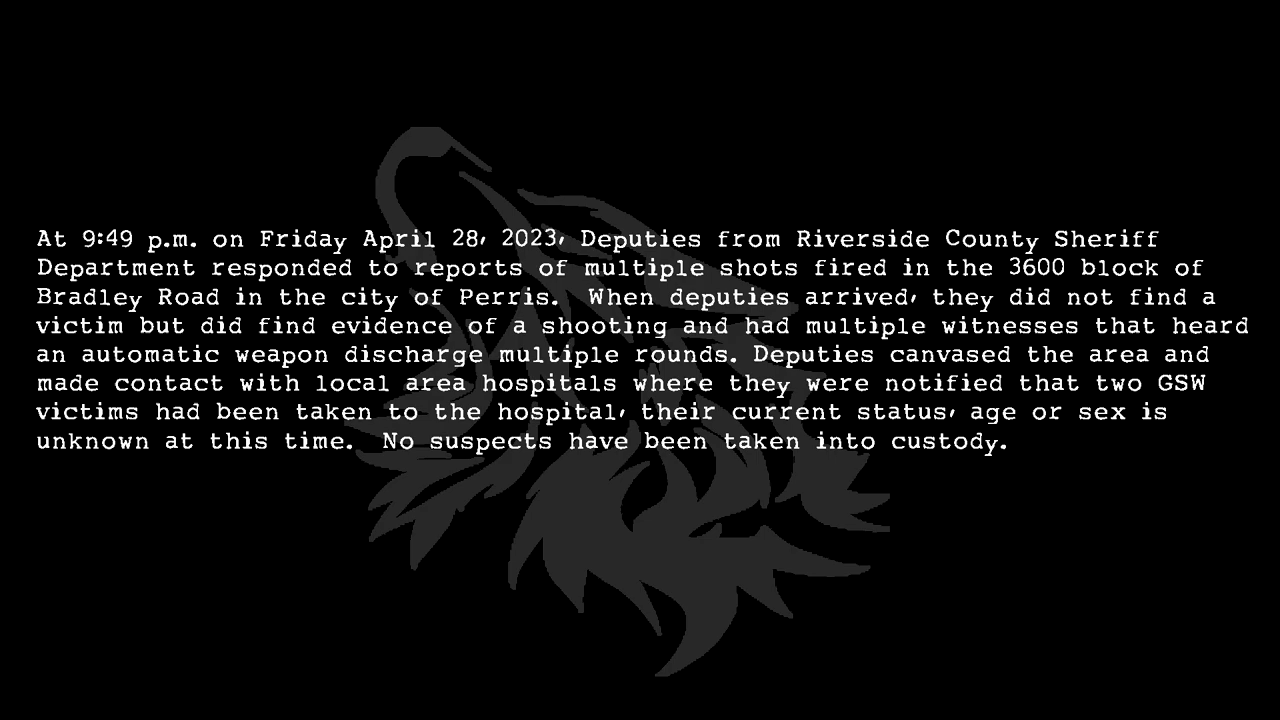 At 9:49 p.m. on Friday April 28, 2023, Deputies from Riverside County Sheriff
Department responded to reports of multiple shots fired in the 3600 block of
Bradley Road in the city of Perris.  When deputies arrived, they did not find a
victim but did find evidence of a shooting and had multiple witnesses that heard
an automatic weapon discharge multiple rounds. Deputies canvased the area and
made contact with local area hospitals where they were notified that two GSW
victims had been taken to the hospital, their current status, age or sex is
unknown at this time.  No suspects have been taken into custody.